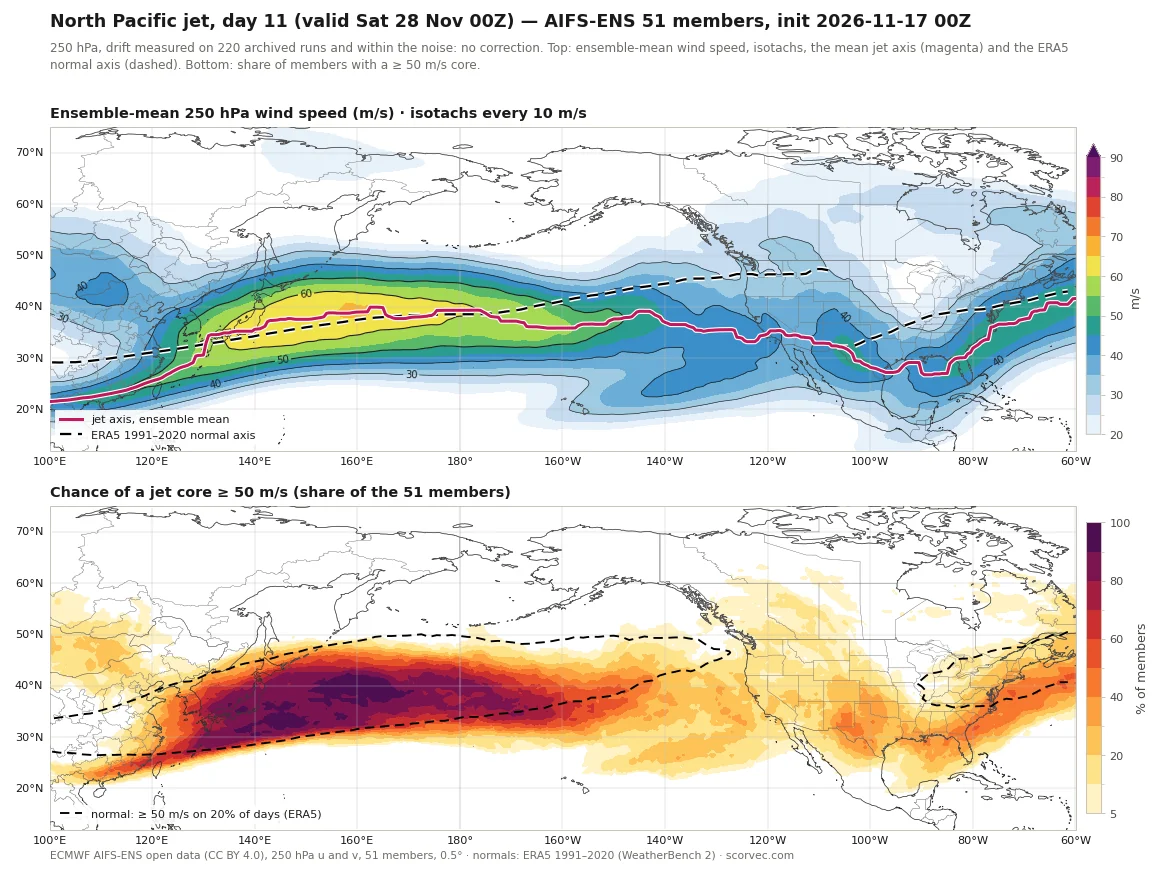 North Pacific jet, day 11 (valid Sat 28 Nov 00Z) — AIFS-ENS 51 members, init 2026-11-17 00Z
250 hPa, drift measured on 220 archived runs and within the noise: no correction. Top: ensemble-mean wind speed, isotachs, the mean jet axis (magenta) and the ERA5
normal axis (dashed). Bottom: share of members with a ≥ 50 m/s core.
Ensemble-mean 250 hPa wind speed (m/s) · isotachs every 10 m/s
70°N
60°N
50°N
40°N
30°N
20°N
40
30
60
50
40
30
40
40
30
jet axis, ensemble mean
ERA5 1991–2020 normal axis
100°E 120°E 140°E 160°E 180° 160°W 140°W 120°W 100°W 80°W 60°W
90
80
70
60
50
40
30
20
m/s
Chance of a jet core ≥ 50 m/s (share of the 51 members)
70°N
60°N
50°N
40°N
30°N
20°N
normal: ≥ 50 m/s on 20% of days (ERA5)
100°E 120°E 140°E 160°E 180° 160°W 140°W 120°W 100°W 80°W 60°W
100
80
60
40
20
5
% of members
ECMWF AIFS-ENS open data (CC BY 4.0), 250 hPa u and v, 51 members, 0.5° · normals: ERA5 1991–2020 (WeatherBench 2) · scorvec.com